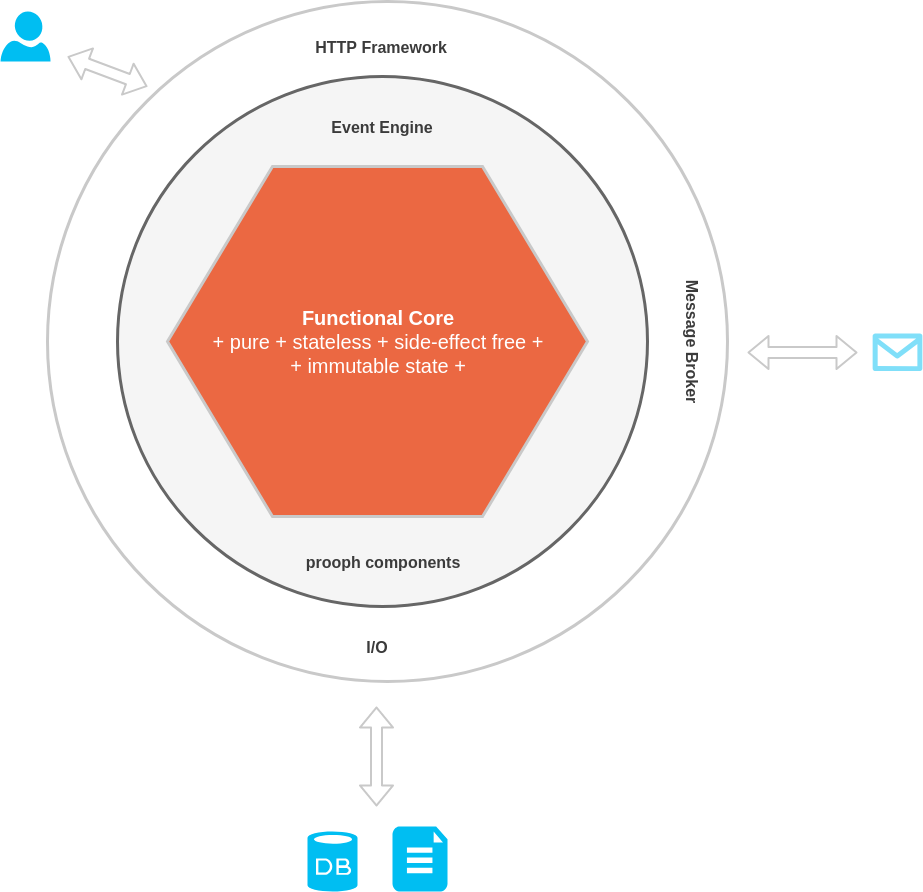 HTTP Framework
Event Engine
Functional Core
+ pure + stateless + side-effect free +
+ immutable state +
Message Broker
prooph components
I/O
DB